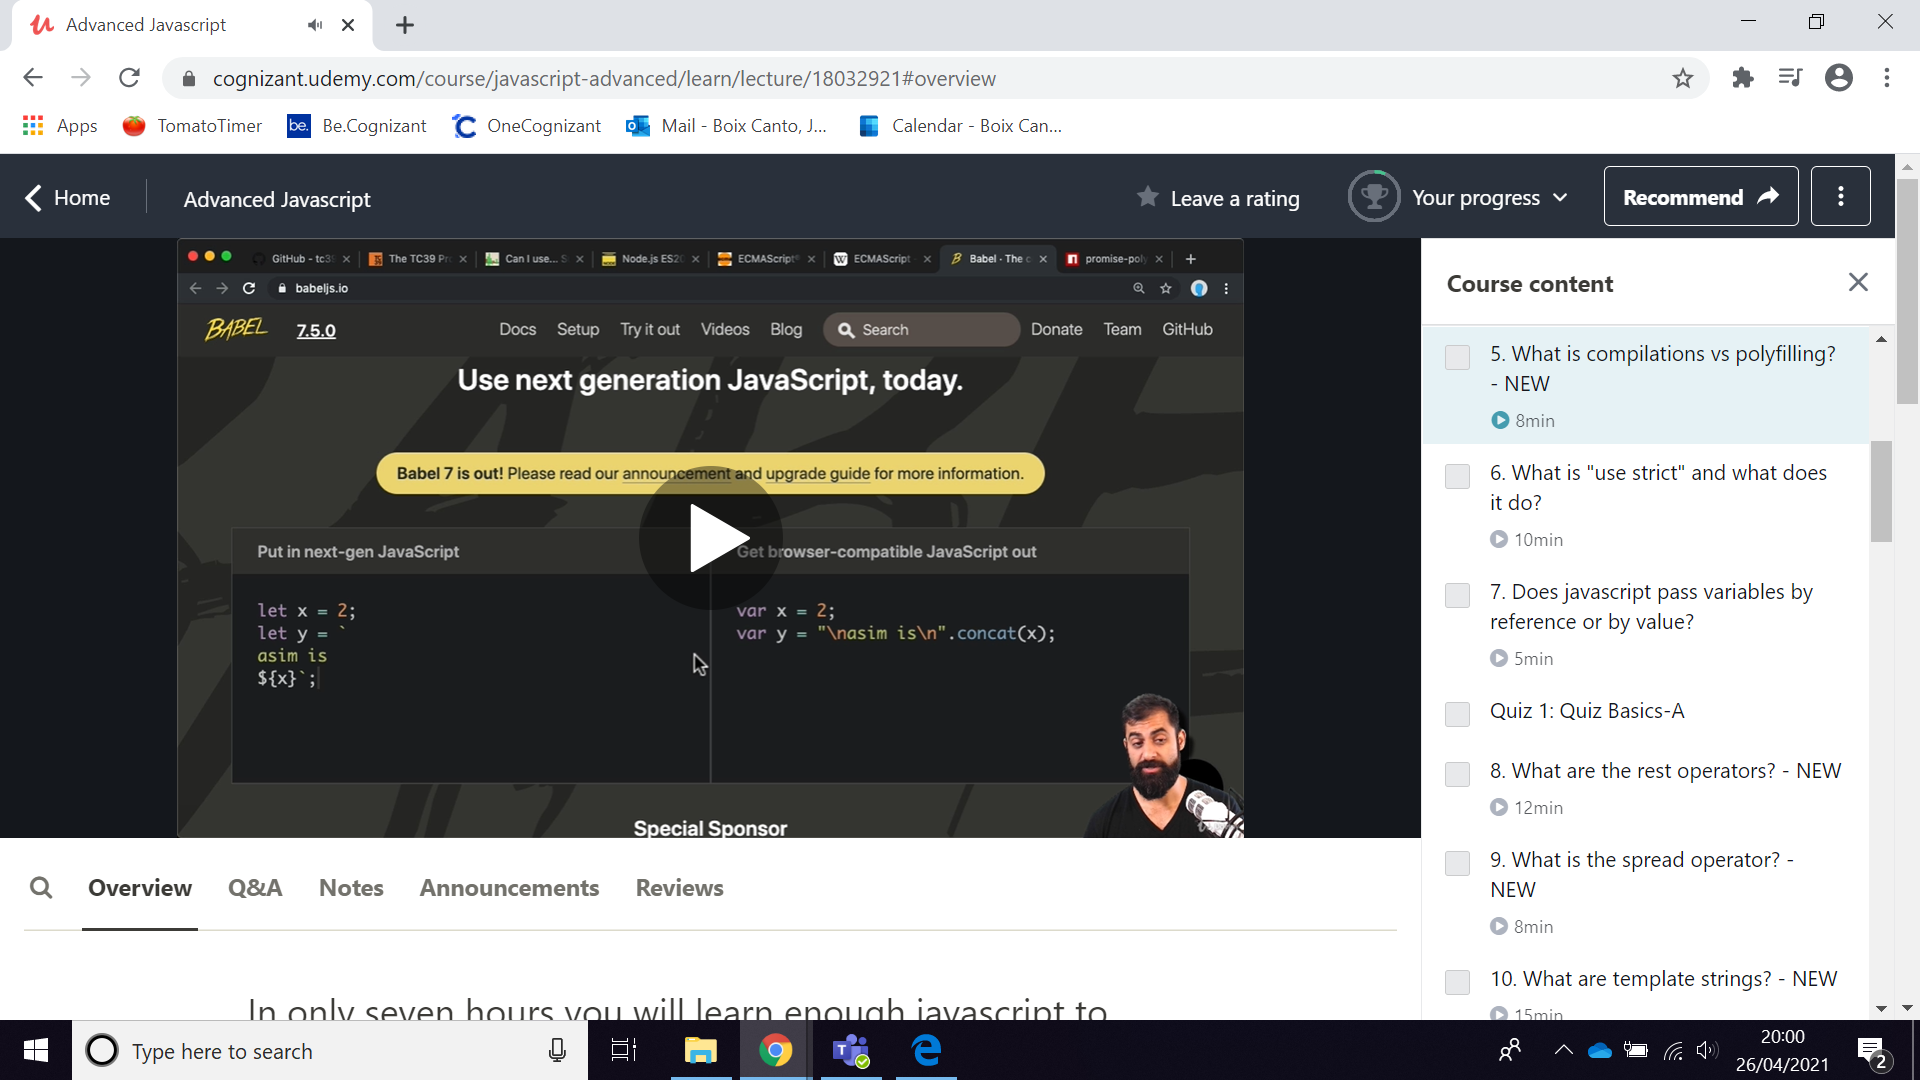 Advanced Javascript
cognizant.udemy.com/course/javascript-advanced/learn/lecture/18032921#overview
Apps TomatoTimer be. Be.Cognizant OneCognizant Mail - Boix Canto, J... Calendar - Boix Can...
Home Advanced Javascript Leave a rating Your progress Recommend
GitHub - tc3 The TC39 Pr Can I use... S Node.js ES20 ECMAScript ECMAScript Babel · The c promise-poly
babeljs.io
BABEL 7.5.0 Docs Setup Try it out Videos Blog Search Donate Team GitHub
Use next generation JavaScript, today.
Babel 7 is out! Please read our announcement and upgrade guide for more information.
Put in next-gen JavaScript
let x = 2;
let y = `
asim is
${x}`;
Get browser-compatible JavaScript out
var x = 2;
var y = "\nasim is\n".concat(x);
Special Sponsor
Course content
5. What is compilations vs polyfilling?
- NEW
8min
6. What is "use strict" and what does
it do?
10min
7. Does javascript pass variables by
reference or by value?
5min
Quiz 1: Quiz Basics-A
8. What are the rest operators? - NEW
12min
9. What is the spread operator? -
NEW
8min
10. What are template strings? - NEW
15min
Overview Q&A Notes Announcements Reviews
In only seven hours you will learn enough javascript to
Type here to search
20:00
26/04/2021
2